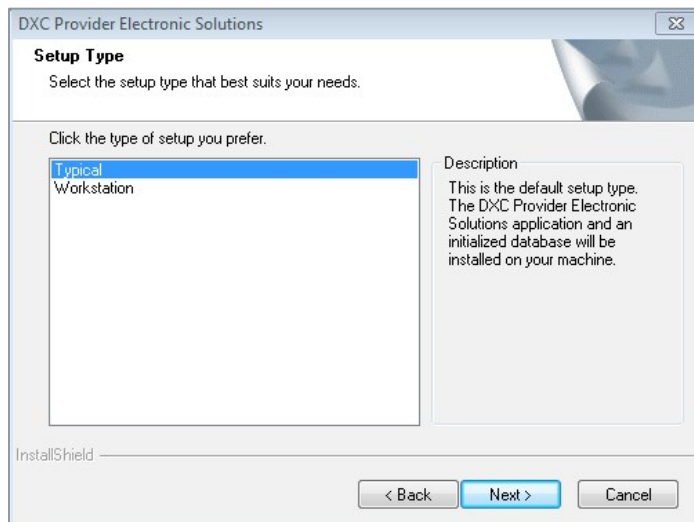 DXC Provider Electronic Solutions
Setup Type
Select the setup type that best suits your needs.
Click the type of setup you prefer.
Typical
Workstation
Description
This is the default setup type.
The DXC Provider Electronic
Solutions application and an
initialized database will be
installed on your machine.
InstallShield
< Back
Next >
Cancel